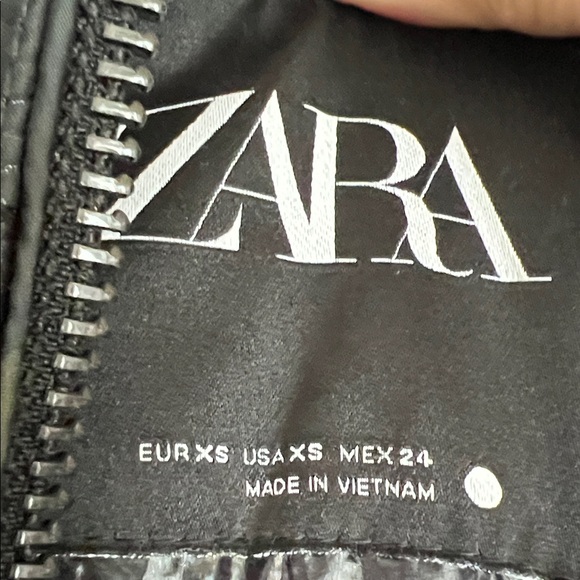 ZARA
EUR XS USA XS MEX 24
MADE IN VIETNAM